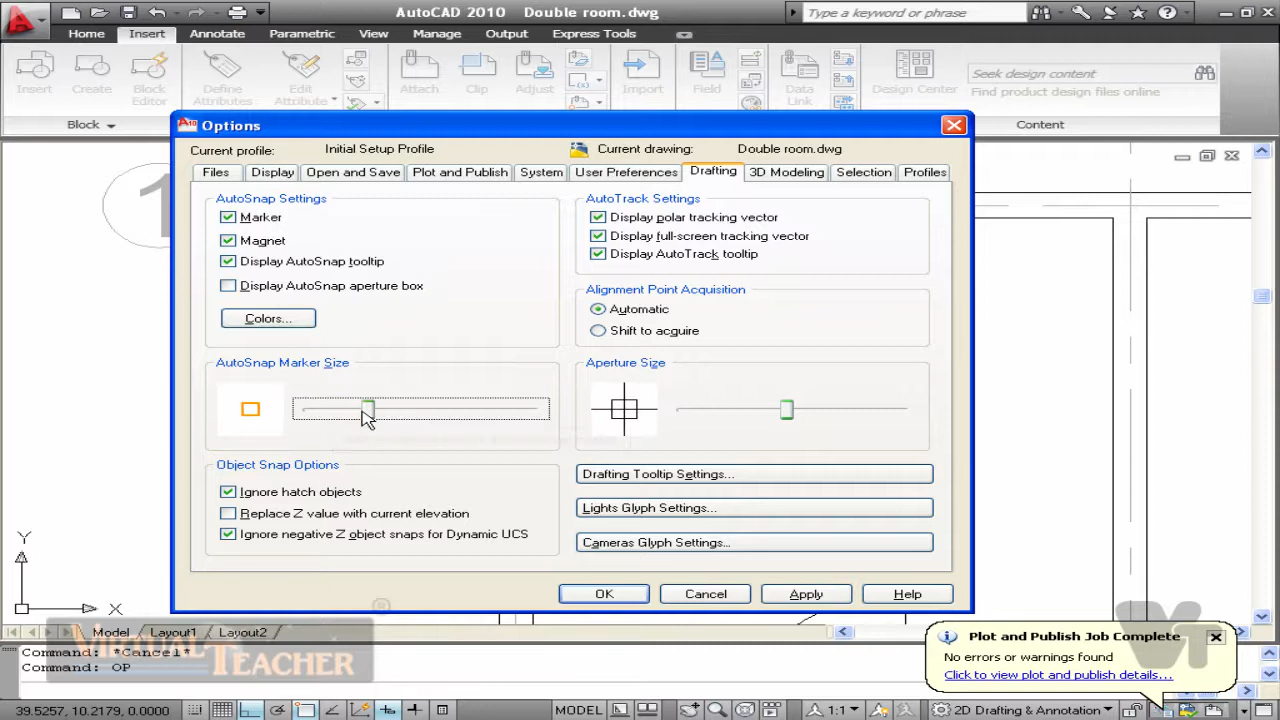 AutoCAD 2010 Double room.dwg
Type a keyword or phrase
Home Insert Annotate Parametric View Manage Output Express Tools
Insert Create Block Editor Define Attributes Edit Attribute Attach Clip Adjust Import Field Data Link Design Center
Seek design content
Find product design files online
Block Content
Options
Current profile: Initial Setup Profile Current drawing: Double room.dwg
Files Display Open and Save Plot and Publish System User Preferences Drafting 3D Modeling Selection Profiles
AutoSnap Settings
Marker
Magnet
Display AutoSnap tooltip
Display AutoSnap aperture box
Colors...
AutoTrack Settings
Display polar tracking vector
Display full-screen tracking vector
Display AutoTrack tooltip
Alignment Point Acquisition
Automatic
Shift to acquire
AutoSnap Marker Size
Aperture Size
Object Snap Options
Ignore hatch objects
Replace Z value with current elevation
Ignore negative Z object snaps for Dynamic UCS
Drafting Tooltip Settings...
Lights Glyph Settings...
Cameras Glyph Settings...
OK Cancel Apply Help
1
Y
X
Model Layout1 Layout2
VIRTUAL TEACHER
VT
Command: *Cancel*
Command: OP
Plot and Publish Job Complete
No errors or warnings found
Click to view plot and publish details...
39.5257, 10.2179, 0.0000 MODEL 1:1 2D Drafting & Annotation